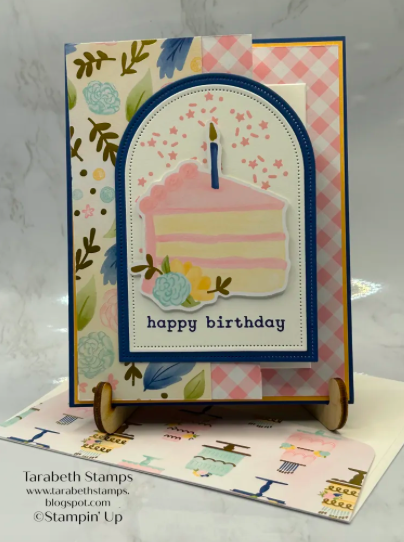 happy birthday
Tarabeth Stamps
www.tarabethstamps.
blogspot.com
©Stampin' Up